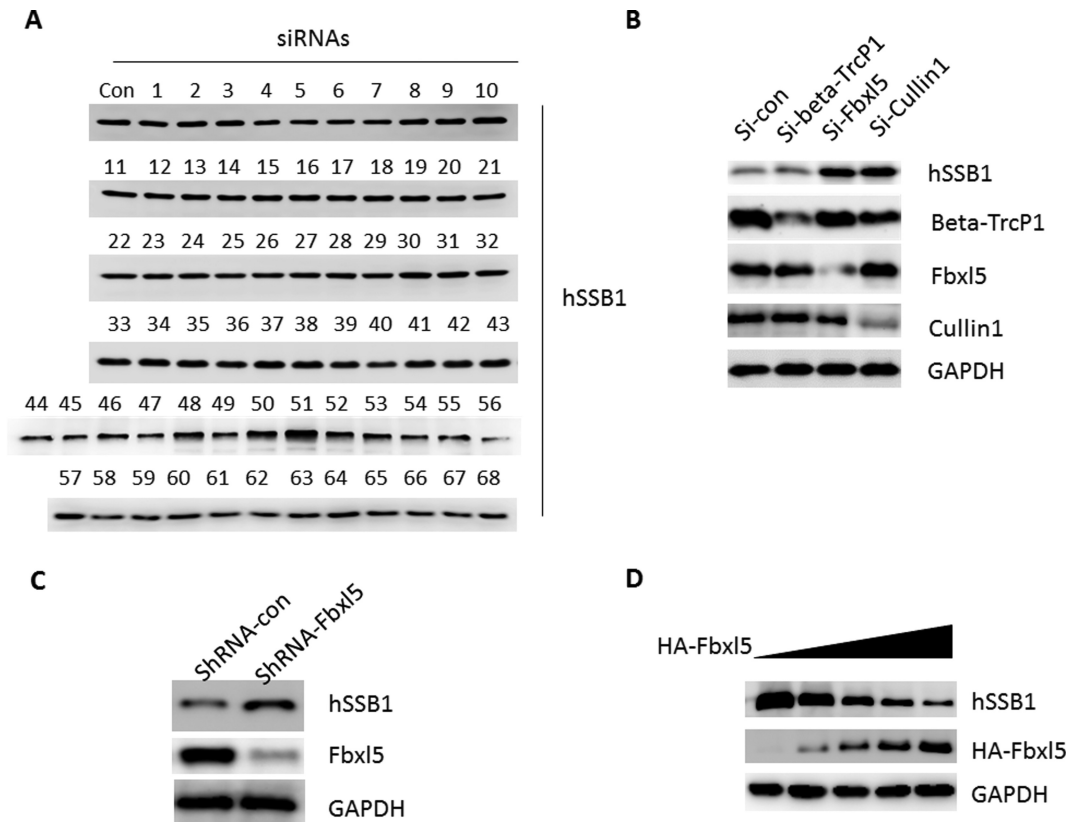 A
siRNAs
Con 1 2 3 4 5 6 7 8 9 10
11 12 13 14 15 16 17 18 19 20 21
22 23 24 25 26 27 28 29 30 31 32
33 34 35 36 37 38 39 40 41 42 43
44 45 46 47 48 49 50 51 52 53 54 55 56
57 58 59 60 61 62 63 64 65 66 67 68
hSSB1
B
Si-con
Si-beta-TrcP1
Si-Fbxl5
Si-Cullin1
hSSB1
Beta-TrcP1
Fbxl5
Cullin1
GAPDH
C
ShRNA-con
ShRNA-Fbxl5
hSSB1
Fbxl5
GAPDH
D
HA-Fbxl5
hSSB1
HA-Fbxl5
GAPDH